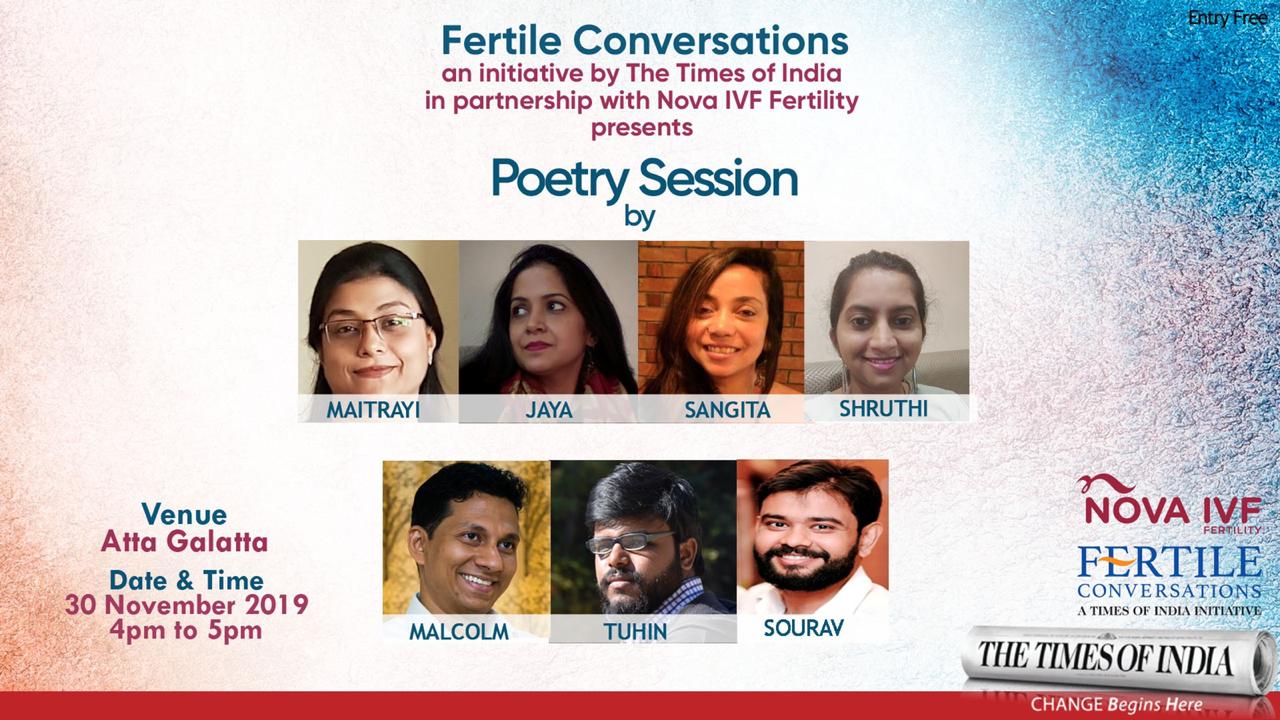 Entry Free
Fertile Conversations
an initiative by The Times of India
in partnership with Nova IVF Fertility
presents
Poetry Session
by
MAITRAYI
JAYA
SANGITA
SHRUTHI
MALCOLM
TUHIN
SOURAV
Venue
Atta Galatta
Date & Time
30 November 2019
4pm to 5pm
NOVA IVF
FERTILITY
FERTILE
CONVERSATIONS
A TIMES OF INDIA INITIATIVE
THE TIMES OF INDIA
CHANGE Begins Here